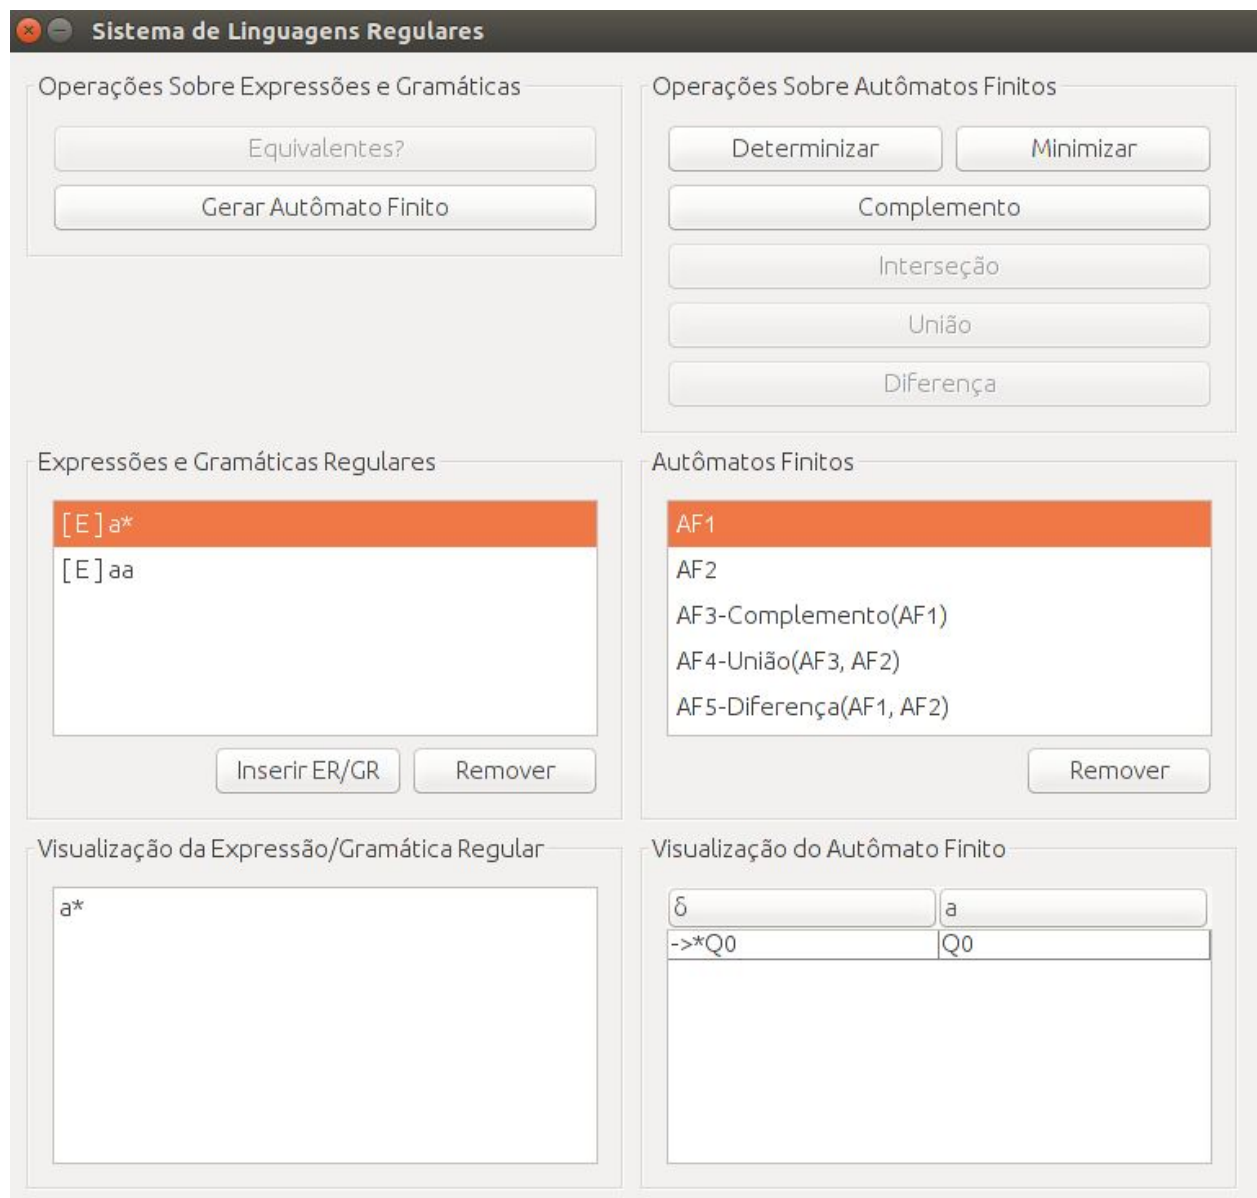 Sistema de Linguagens Regulares
Operações Sobre Expressões e Gramáticas
Equivalentes?
Gerar Autômato Finito
Operações Sobre Autômatos Finitos
Determinizar
Minimizar
Complemento
Interseção
União
Diferença
Expressões e Gramáticas Regulares
[ E ] a*
[ E ] aa
Inserir ER/GR
Remover
Autômatos Finitos
AF1
AF2
AF3-Complemento(AF1)
AF4-União(AF3, AF2)
AF5-Diferença(AF1, AF2)
Remover
Visualização da Expressão/Gramática Regular
a*
Visualização do Autômato Finito
δ a
->*Q0 Q0